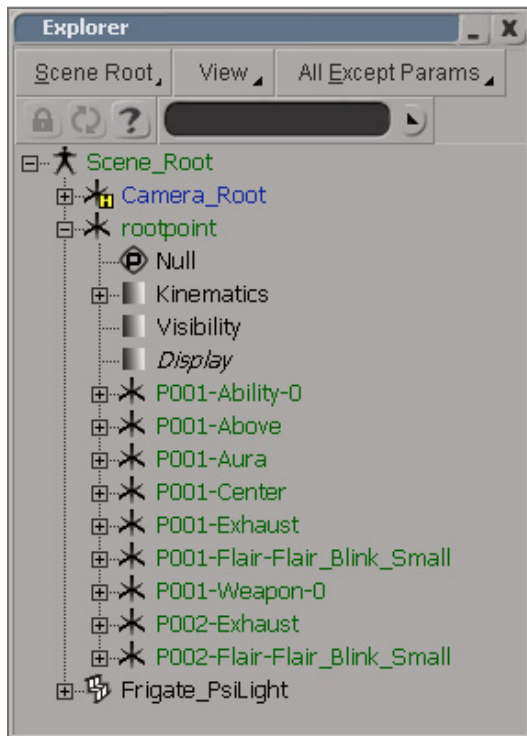 Explorer
Scene Root View All Except Params
?
Scene_Root
H Camera_Root
rootpoint
P Null
Kinematics
Visibility
Display
P001-Ability-0
P001-Above
P001-Aura
P001-Center
P001-Exhaust
P001-Flair-Flair_Blink_Small
P001-Weapon-0
P002-Exhaust
P002-Flair-Flair_Blink_Small
Frigate_PsiLight